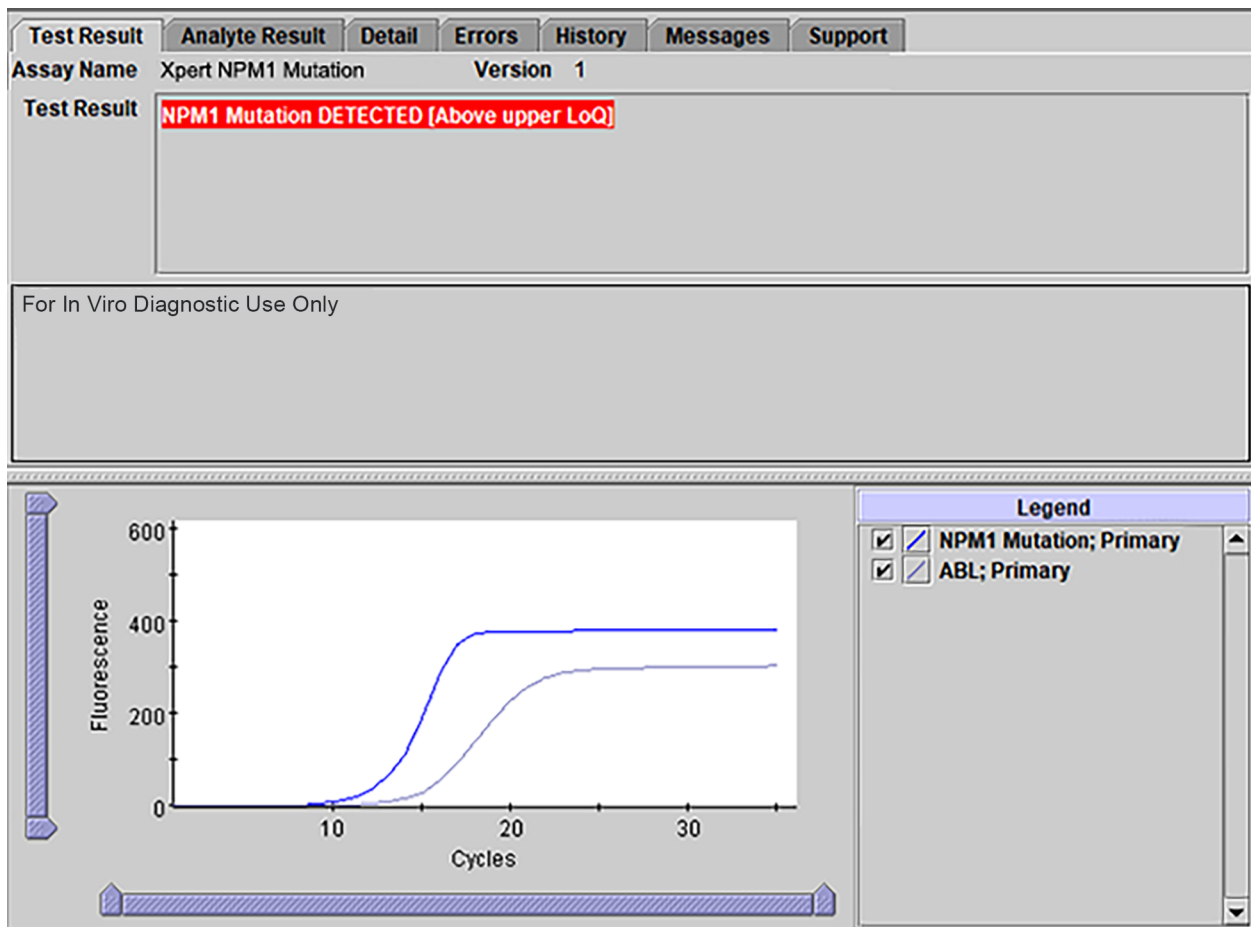 Test Result Analyte Result Detail Errors History Messages Support
Assay Name Xpert NPM1 Mutation Version 1
Test Result NPM1 Mutation DETECTED [Above upper LoQ]
For In Viro Diagnostic Use Only
Legend
NPM1 Mutation; Primary
ABL; Primary
600
400
200
0
Fluorescence
10 20 30
Cycles